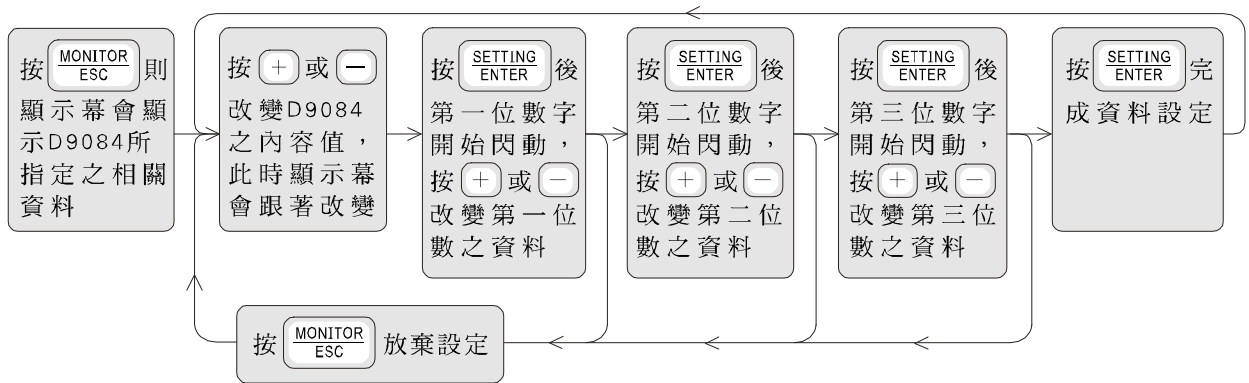 按 MONITOR/ESC 則
顯示幕會顯
示D9084所
指定之相關
資料
按 + 或 −
改變D9084
之內容值，
此時顯示幕
會跟著改變
按 SETTING/ENTER 後
第一位數字
開始閃動，
按 + 或 −
改變第一位
數之資料
按 SETTING/ENTER 後
第二位數字
開始閃動，
按 + 或 −
改變第二位
數之資料
按 SETTING/ENTER 後
第三位數字
開始閃動，
按 + 或 −
改變第三位
數之資料
按 SETTING/ENTER 完
成資料設定
按 MONITOR/ESC 放棄設定